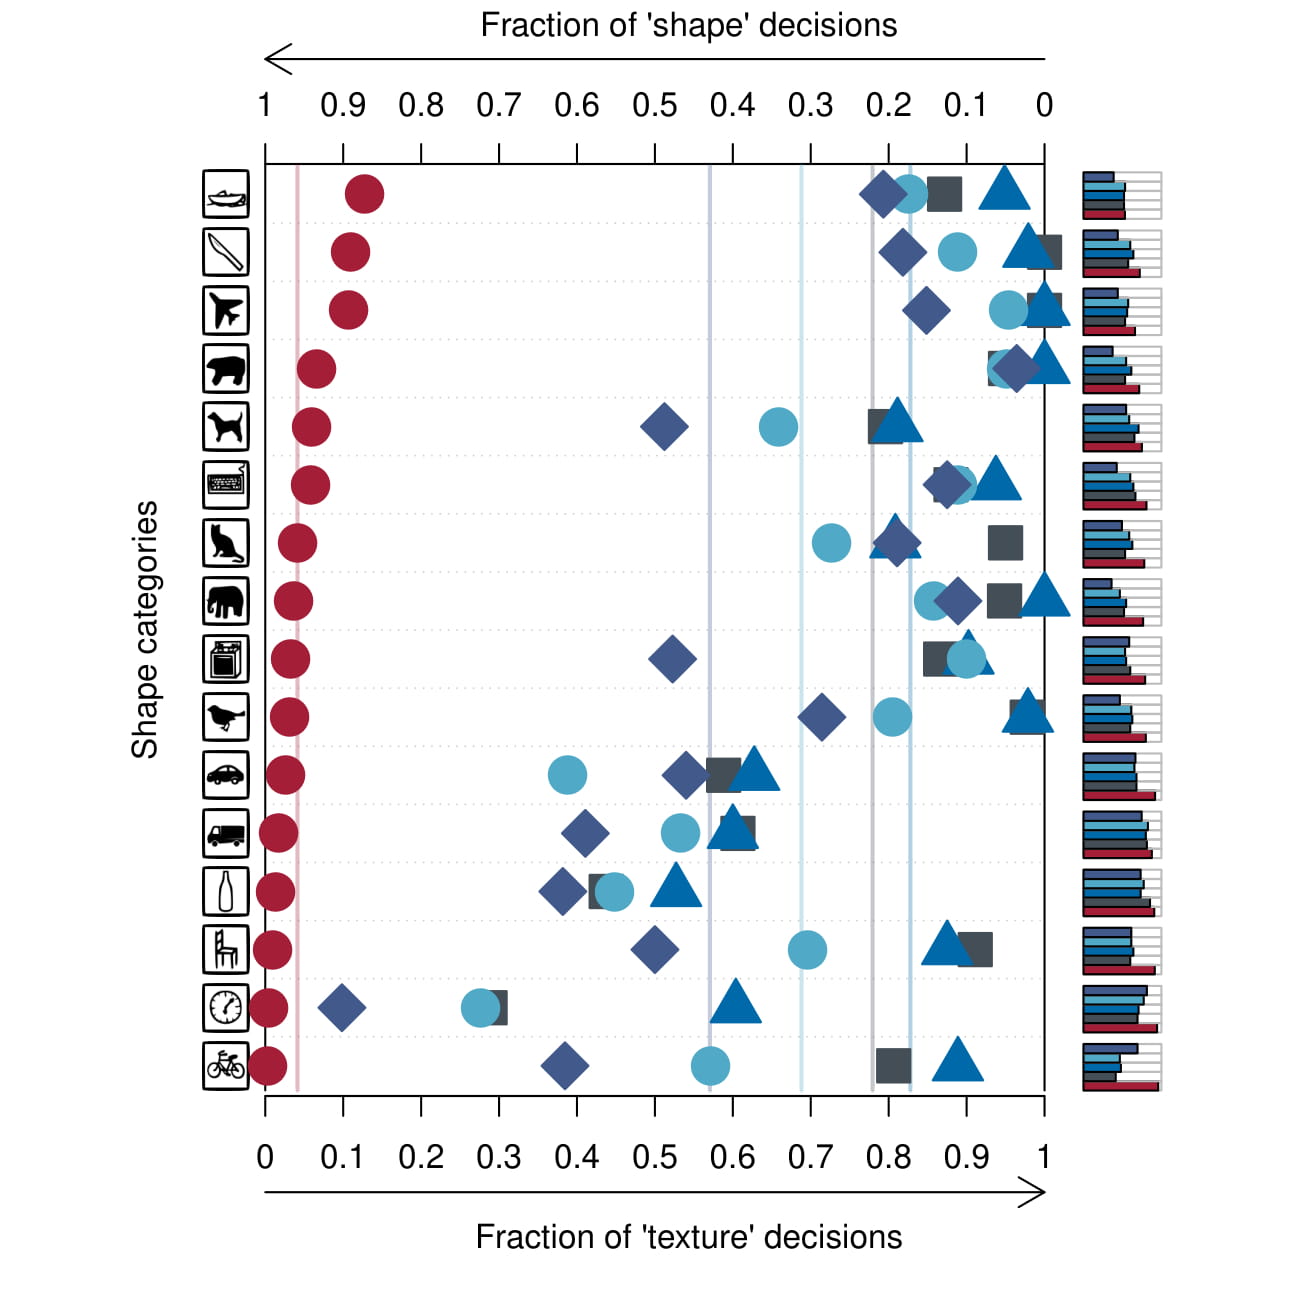 Fraction of 'shape' decisions
1 0.9 0.8 0.7 0.6 0.5 0.4 0.3 0.2 0.1 0
Shape categories
0 0.1 0.2 0.3 0.4 0.5 0.6 0.7 0.8 0.9 1
Fraction of 'texture' decisions